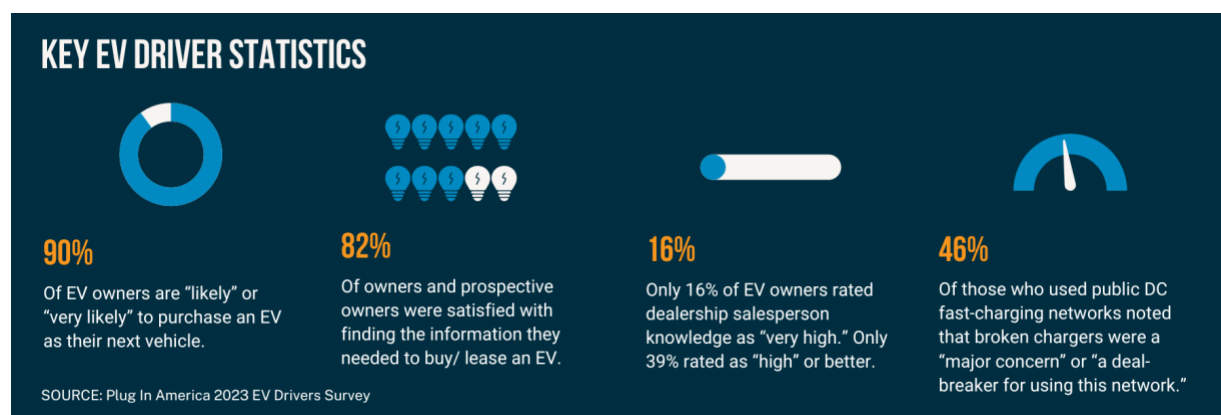 KEY EV DRIVER STATISTICS
90%
Of EV owners are “likely” or
“very likely” to purchase an EV
as their next vehicle.
82%
Of owners and prospective
owners were satisfied with
finding the information they
needed to buy/ lease an EV.
16%
Only 16% of EV owners rated
dealership salesperson
knowledge as “very high.” Only
39% rated as “high” or better.
46%
Of those who used public DC
fast-charging networks noted
that broken chargers were a
“major concern” or “a deal-
breaker for using this network.”
SOURCE: Plug In America 2023 EV Drivers Survey